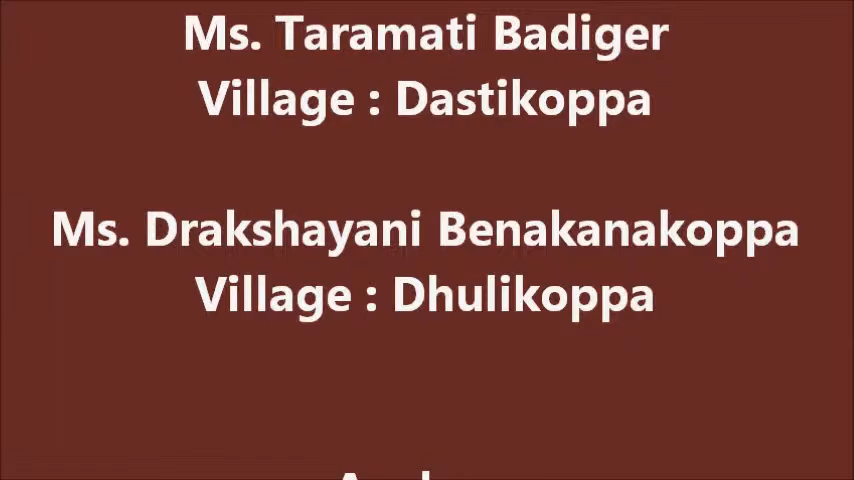 Ms. Taramati Badiger
Village : Dastikoppa
Ms. Drakshayani Benakanakoppa
Village : Dhulikoppa